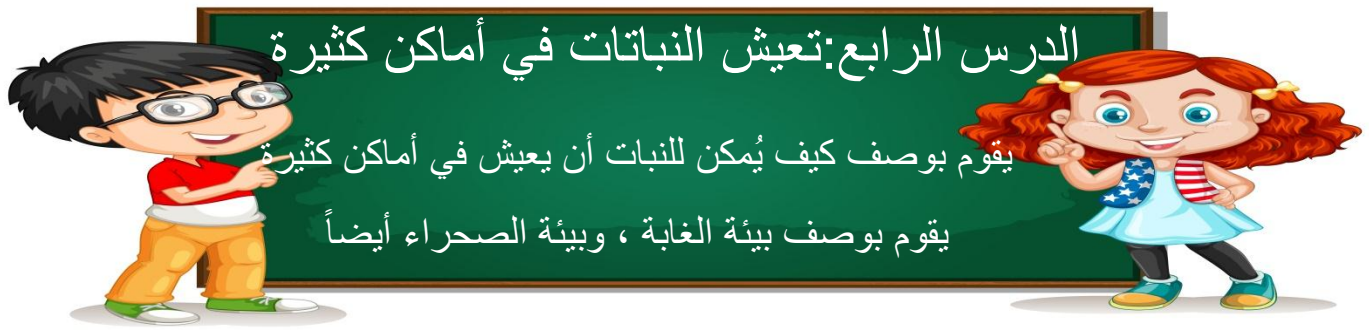 الدرس الرابع:تعيش النباتات في أماكن كثيرة
يقوم بوصف كيف يُمكن للنبات أن يعيش في أماكن كثيرة
يقوم بوصف بيئة الغابة ، وبيئة الصحراء أيضاً